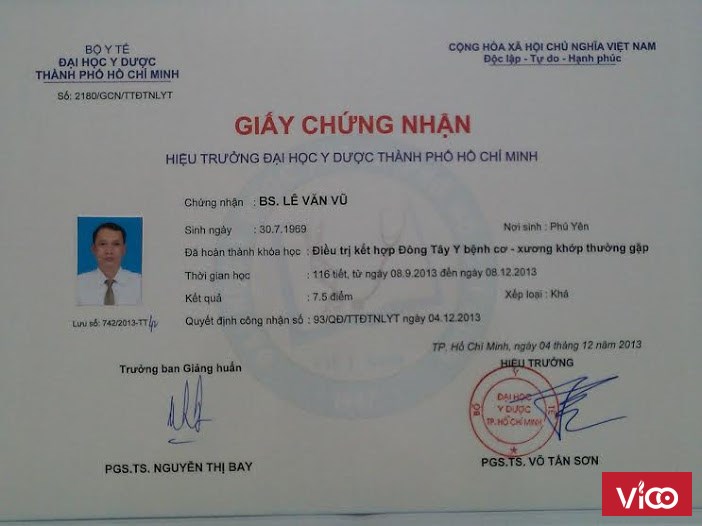 BỘ Y TẾ
ĐẠI HỌC Y DƯỢC
THÀNH PHỐ HỒ CHÍ MINH
Số: 2180/GCN/TTĐTNLYT
CỘNG HÒA XÃ HỘI CHỦ NGHĨA VIỆT NAM
Độc lập - Tự do - Hạnh phúc
GIẤY CHỨNG NHẬN
HIỆU TRƯỞNG ĐẠI HỌC Y DƯỢC THÀNH PHỐ HỒ CHÍ MINH
Chứng nhận : BS. LÊ VĂN VŨ
Sinh ngày : 30.7.1969 Nơi sinh : Phú Yên
Đã hoàn thành khóa học : Điều trị kết hợp Đông Tây Y bệnh cơ - xương khớp thường gặp
Thời gian học : 116 tiết, từ ngày 08.9.2013 đến ngày 08.12.2013
Kết quả : 7.5 điểm Xếp loại : Khá
Quyết định công nhận số : 93/QĐ/TTĐTNLYT ngày 04.12.2013
Lưu số: 742/2013-TT
TP. Hồ Chí Minh, ngày 04 tháng 12 năm 2013
Trưởng ban Giảng huấn
HIỆU TRƯỞNG
BỘ Y TẾ
ĐẠI HỌC
Y DƯỢC
TP. HỒ CHÍ MINH
PGS.TS. NGUYỄN THỊ BAY
PGS.TS. VÕ TẤN SƠN
Vicoo